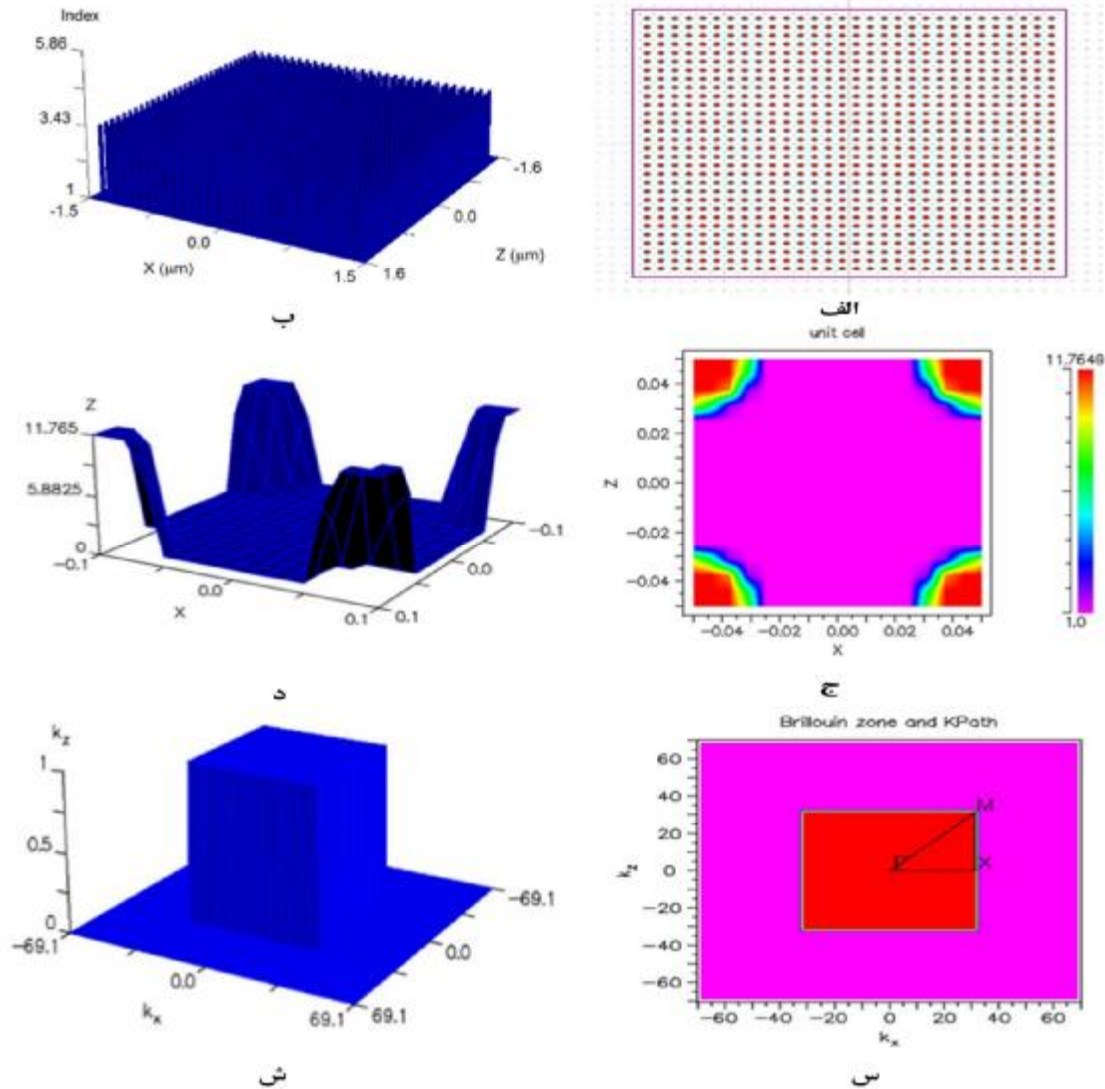 Index
5.86
3.43
1
-1.5
0.0
X (μm)
1.5
1.6
0.0
-1.6
Z (μm)
ب
الف
Z
11.765
5.8825
0
-0.1
0.0
X
0.1
0.1
0.0
-0.1
د
unit cell
0.04
0.02
0.00
-0.02
-0.04
Z
-0.04 -0.02 0.00 0.02 0.04
X
11.7649
1.0
ج
kz
1
0.5
0
-69.1
0.0
kx
69.1
69.1
0.0
-69.1
ش
Brillouin zone and KPath
60
40
20
0
-20
-40
-60
kz
M
Γ
X
-60 -40 -20 0 20 40 60
kx
س